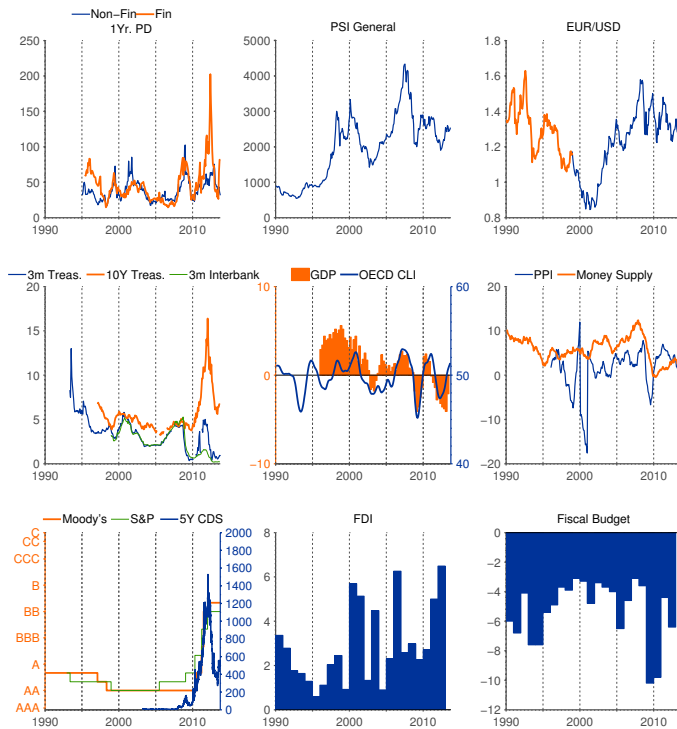 Non-Fin Fin
1Yr. PD
250
200
150
100
50
0
1990 2000 2010
PSI General
5000
4000
3000
2000
1000
0
1990 2000 2010
EUR/USD
1.8
1.6
1.4
1.2
1
0.8
1990 2000 2010
3m Treas. 10Y Treas. 3m Interbank
20
15
10
5
0
1990 2000 2010
GDP OECD CLI
10 60
0 50
−10 40
1990 2000 2010
PPI Money Supply
20
10
0
−10
−20
1990 2000 2010
Moody's S&P 5Y CDS
C
CC
CCC
B
BB
BBB
A
AA
AAA
2000
1800
1600
1400
1200
1000
800
600
400
200
0
1990 2000 2010
FDI
8
6
4
2
0
1990 2000 2010
Fiscal Budget
0
−2
−4
−6
−8
−10
−12
1990 2000 2010